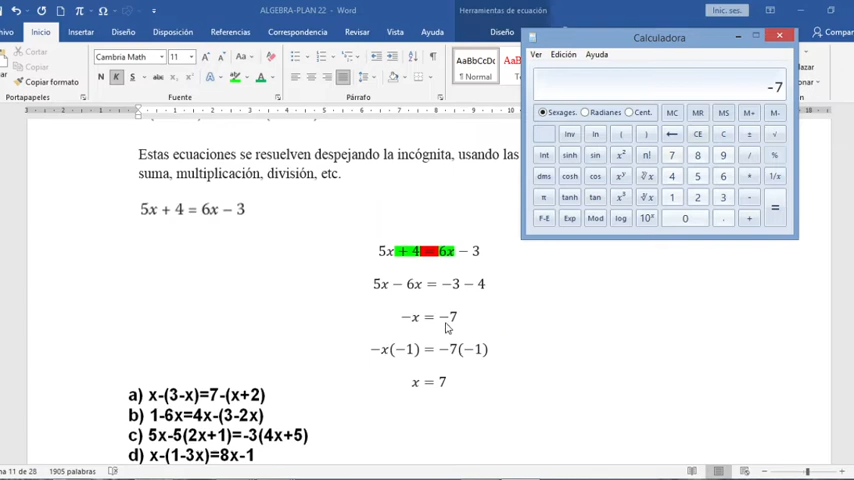 ALGEBRA-PLAN 22 - Word
Herramientas de ecuación
Inic. ses.
Inicio Insertar Diseño Disposición Referencias Correspondencia Revisar Vista Ayuda Diseño
Cortar
Copiar
Copiar formato
Cambria Math 11
Portapapeles Fuente Párrafo
AaBbCcDc
¶ Normal
Calculadora
Ver Edición Ayuda
-7
Sexages. Radianes Cent. MC MR MS M+ M-
Inv ln ( ) ← CE C ± √
Int sinh sin x² n! 7 8 9 / %
dms cosh cos 4 5 6 * 1/x
π tanh tan x³ 1 2 3 -
F-E Exp Mod log 10ˣ 0 . + =
Estas ecuaciones se resuelven despejando la incógnita, usando las
suma, multiplicación, división, etc.
5x + 4 = 6x − 3
5x + 4 = 6x − 3
5x − 6x = −3 − 4
−x = −7
−x(−1) = −7(−1)
x = 7
a) x-(3-x)=7-(x+2)
b) 1-6x=4x-(3-2x)
c) 5x-5(2x+1)=-3(4x+5)
d) x-(1-3x)=8x-1
11 de 28 1905 palabras